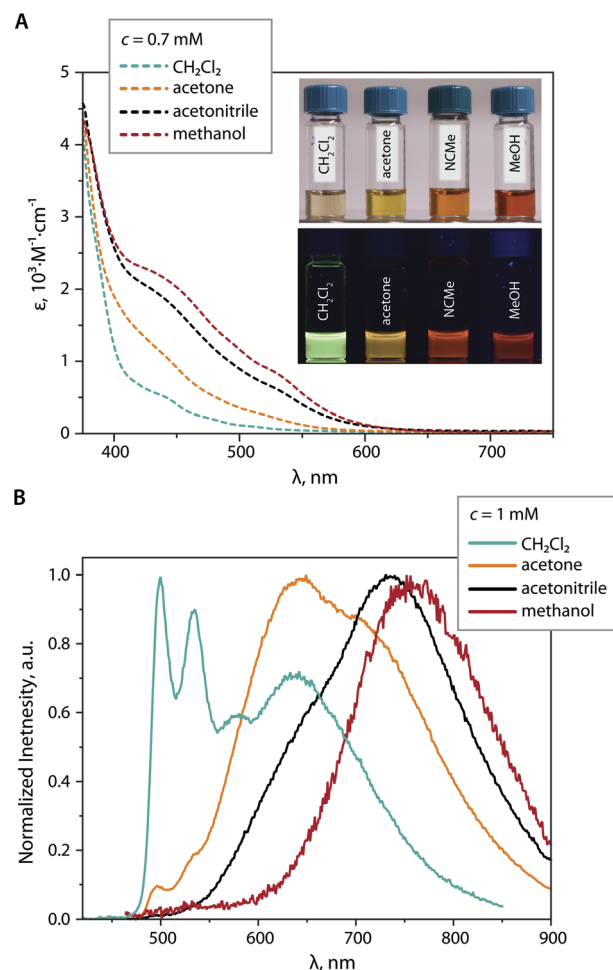 A
c = 0.7 mM
CH₂Cl₂
acetone
acetonitrile
methanol
5
4
3
2
1
0
ε, 10³·M⁻¹·cm⁻¹
400
500
600
700
λ, nm
CH₂Cl₂
acetone
NCMe
MeOH
CH₂Cl₂
acetone
NCMe
MeOH
B
c = 1 mM
CH₂Cl₂
acetone
acetonitrile
methanol
1.0
0.8
0.6
0.4
0.2
0.0
Normalized Inetnesity, a.u.
500
600
700
800
900
λ, nm